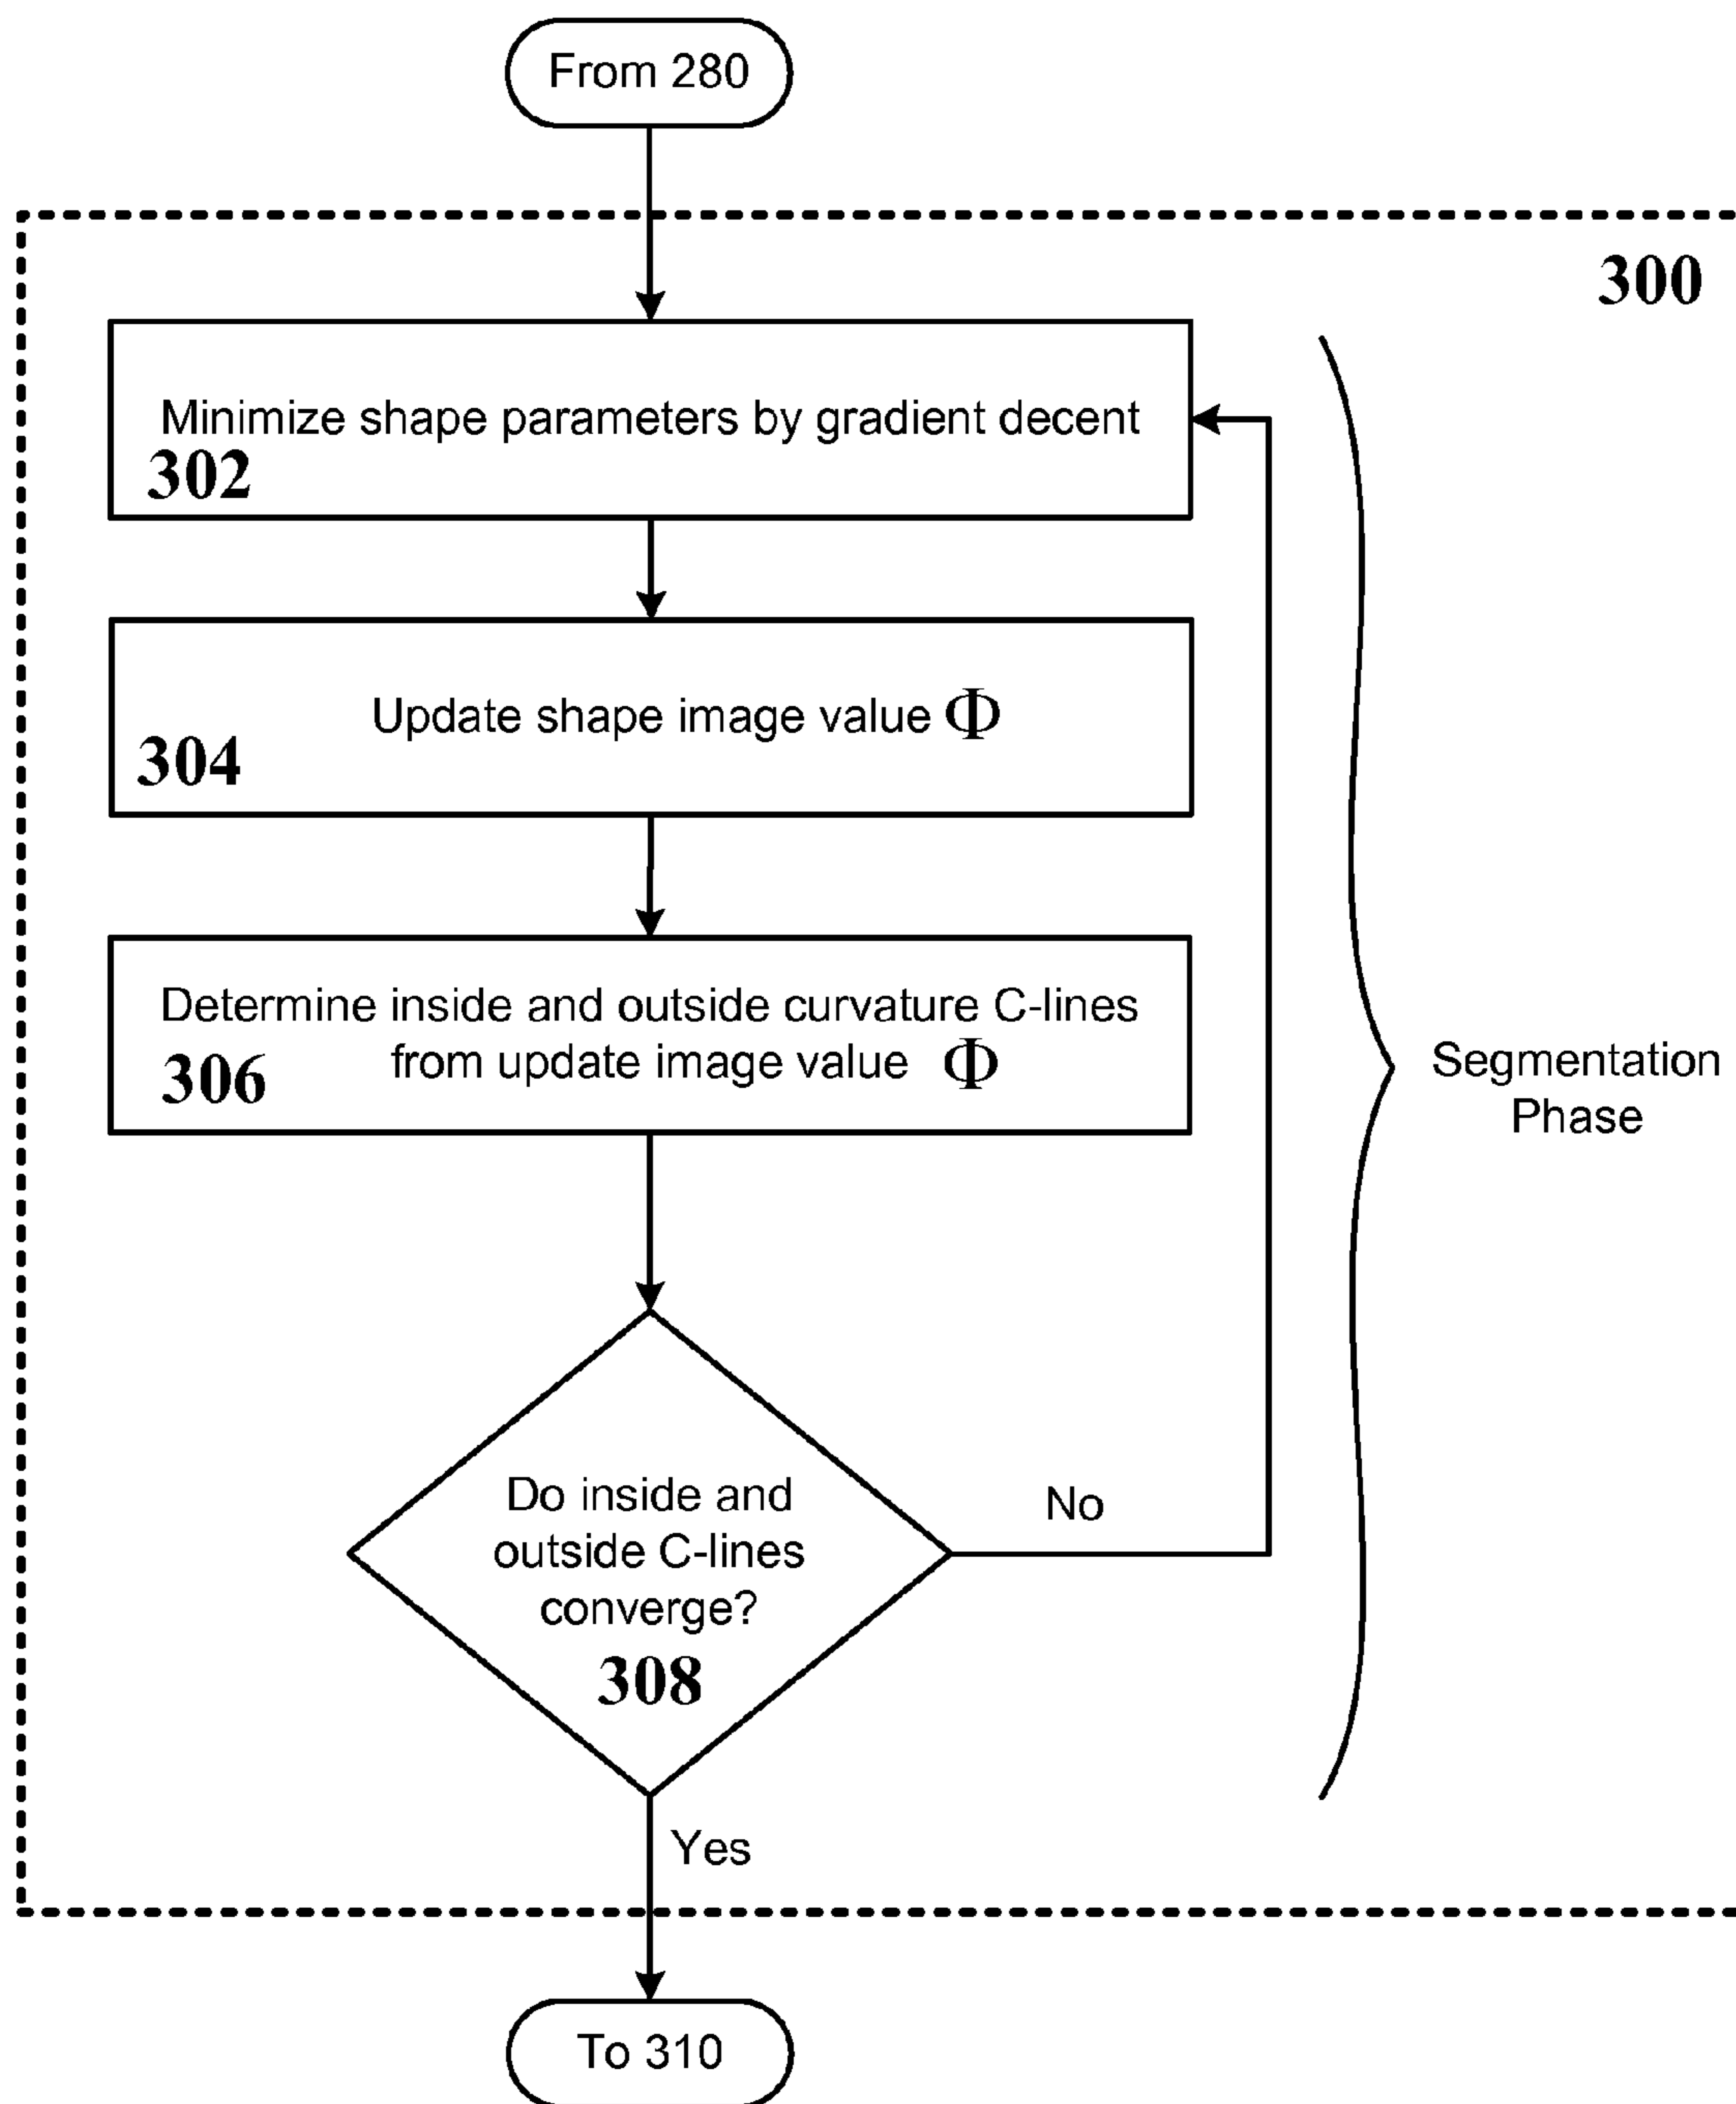 From 280
300
Minimize shape parameters by gradient decent
302
Update shape image value Φ
304
Determine inside and outside curvature C-lines
from update image value Φ
306
Segmentation
Phase
Do inside and
outside C-lines
converge?
308
No
Yes
To 310